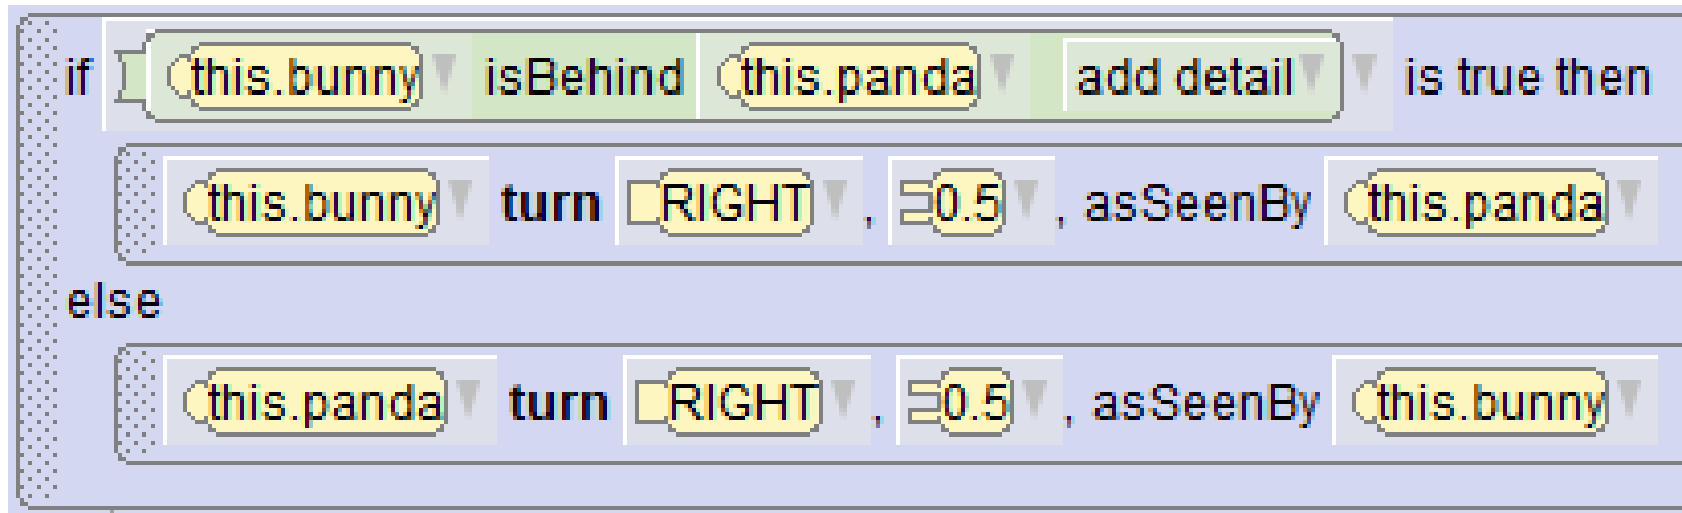 if this.bunny isBehind this.panda add detail is true then
this.bunny turn RIGHT , 0.5 , asSeenBy this.panda
else
this.panda turn RIGHT , 0.5 , asSeenBy this.bunny